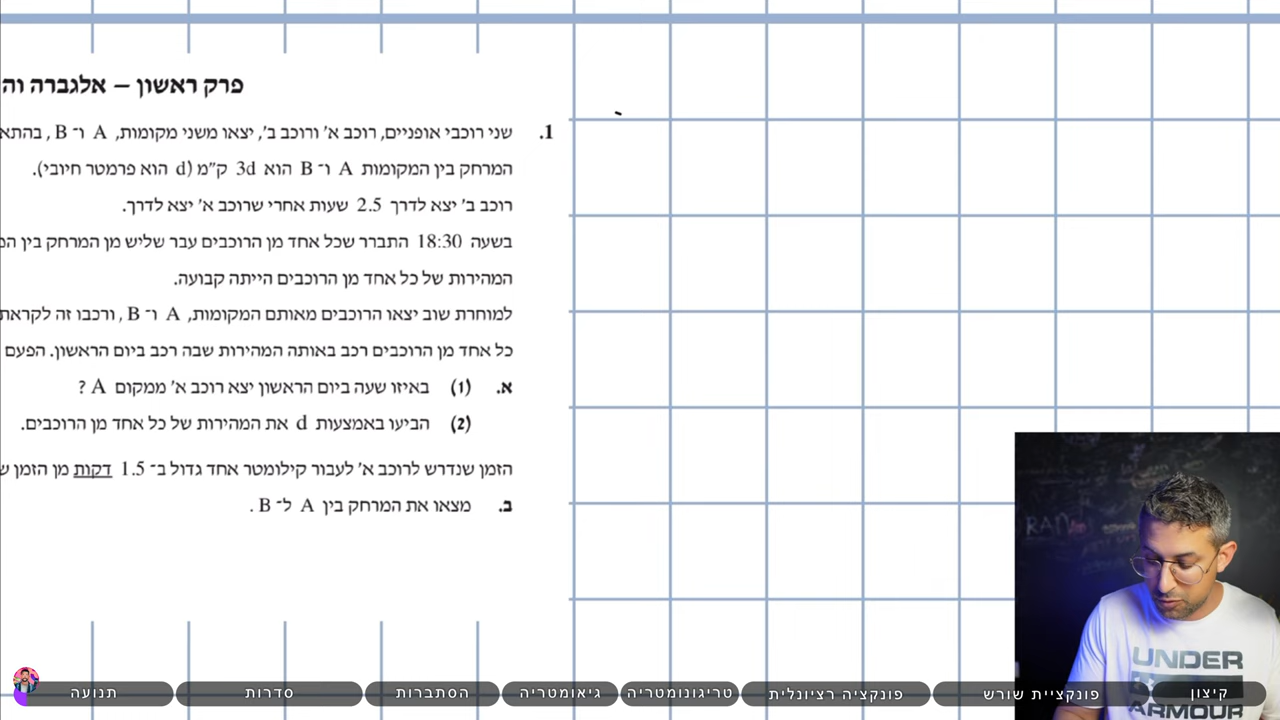 פרק ראשון – אלגברה
1. שני רוכבי אופניים, רוכב א' ורוכב ב', יצאו משני מקומות, A ו־ B,
המרחק בין המקומות A ו־ B הוא 3d ק"מ (d הוא פרמטר חיובי).
רוכב ב' יצא לדרך 2.5 שעות אחרי שרוכב א' יצא לדרך.
בשעה 18:30 התברר שכל אחד מן הרוכבים עבר שליש מן המרחק בין
המהירות של כל אחד מן הרוכבים הייתה קבועה.
למוחרת שוב יצאו הרוכבים מאותם המקומות, A ו־ B, ורכבו זה לקראת
כל אחד מן הרוכבים רכב באותה המהירות שבה רכב ביום הראשון. הפעם
א. (1) באיזו שעה ביום הראשון יצא רוכב א' ממקום A ?
(2) הביעו באמצעות d את המהירות של כל אחד מן הרוכבים.
הזמן שנדרש לרוכב א' לעבור קילומטר אחד גדול ב־ 1.5 דקות מן הזמן
ב. מצאו את המרחק בין A ל־ B .
UNDER
ARMOUR
תנועה סדרות הסתברות גיאומטריה טריגונומטריה פונקציה רציונלית פונקציית שורש קיצון